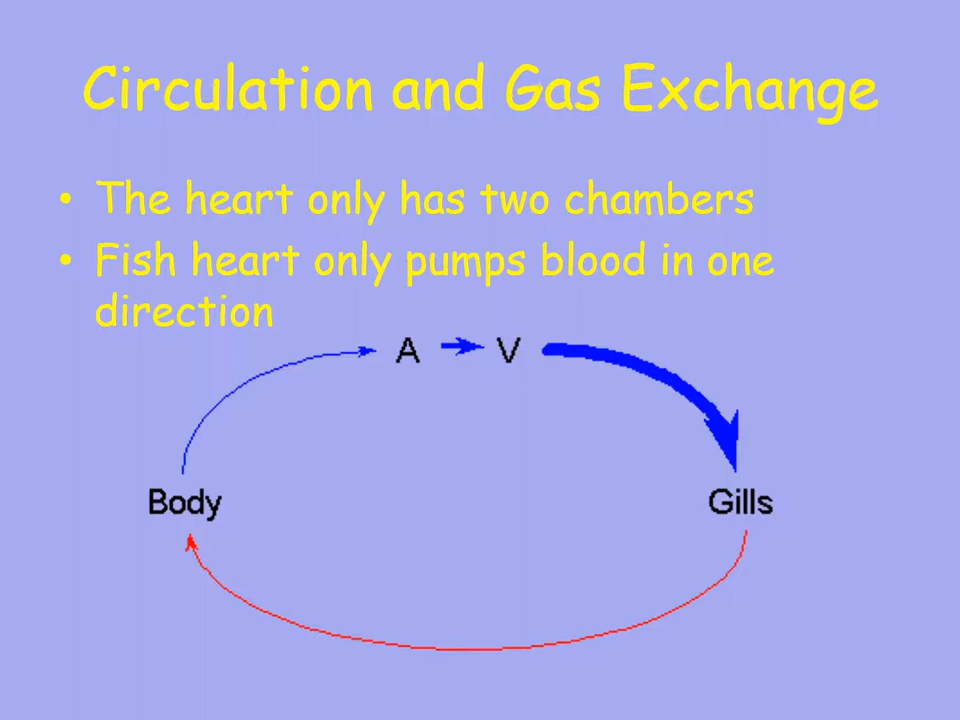 Circulation and Gas Exchange
• The heart only has two chambers
• Fish heart only pumps blood in one
direction
A V
Body Gills